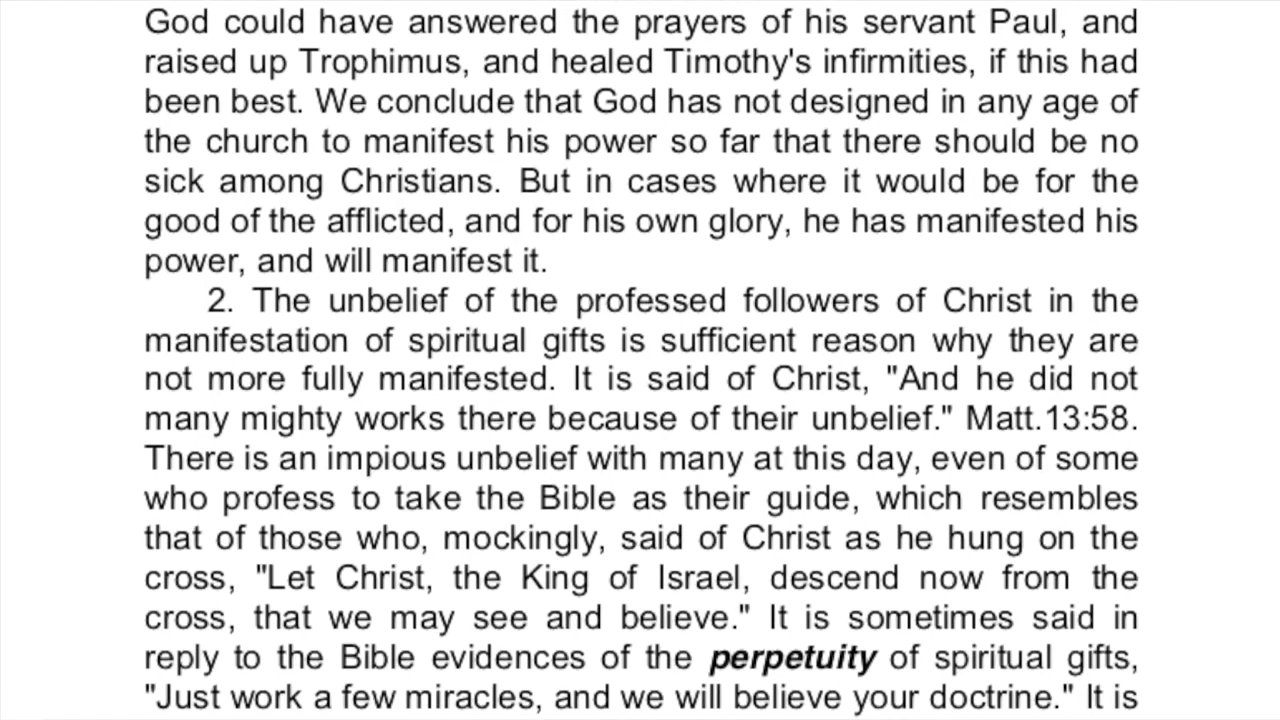 God could have answered the prayers of his servant Paul, and
raised up Trophimus, and healed Timothy's infirmities, if this had
been best. We conclude that God has not designed in any age of
the church to manifest his power so far that there should be no
sick among Christians. But in cases where it would be for the
good of the afflicted, and for his own glory, he has manifested his
power, and will manifest it.
2. The unbelief of the professed followers of Christ in the
manifestation of spiritual gifts is sufficient reason why they are
not more fully manifested. It is said of Christ, "And he did not
many mighty works there because of their unbelief." Matt.13:58.
There is an impious unbelief with many at this day, even of some
who profess to take the Bible as their guide, which resembles
that of those who, mockingly, said of Christ as he hung on the
cross, "Let Christ, the King of Israel, descend now from the
cross, that we may see and believe." It is sometimes said in
reply to the Bible evidences of the perpetuity of spiritual gifts,
"Just work a few miracles, and we will believe your doctrine." It is